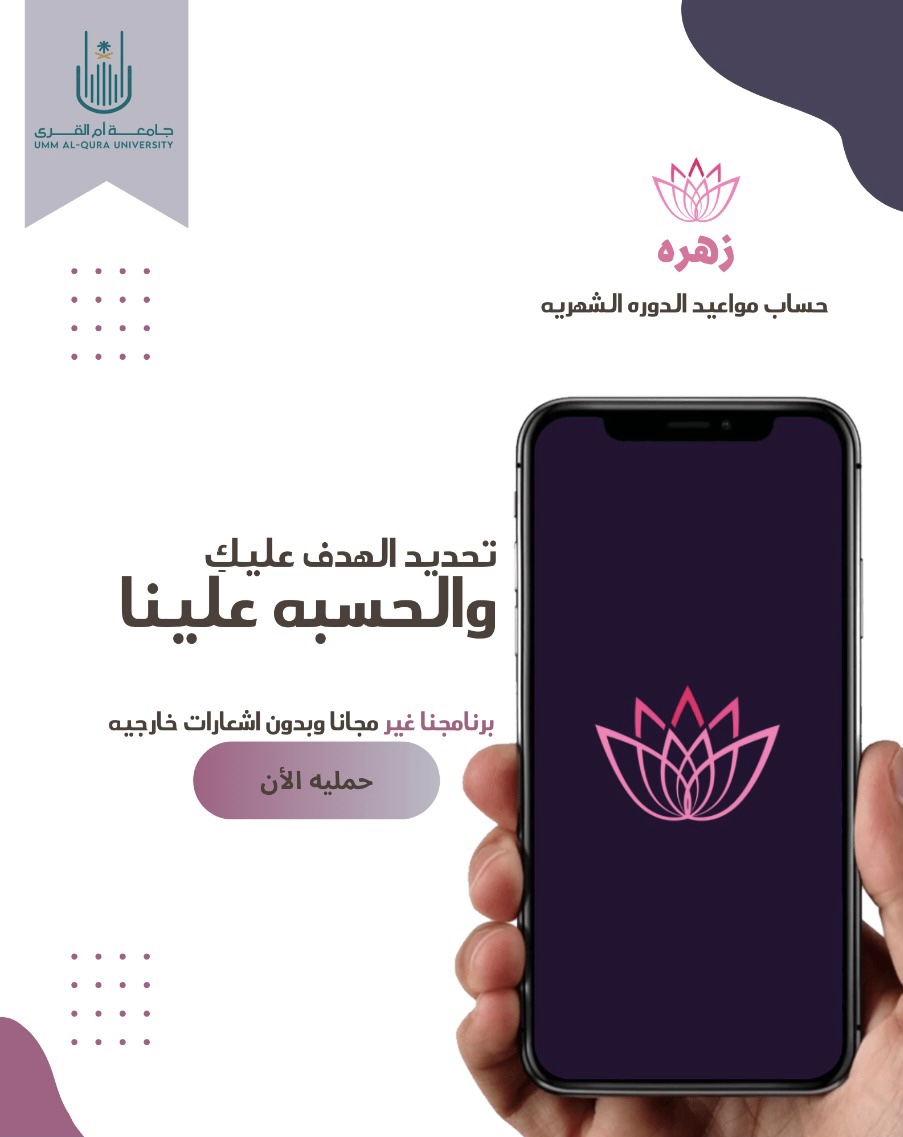 جامعة أم القرى
UMM AL-QURA UNIVERSITY
زهره
حساب مواعيد الدوره الشهريه
تحديد الهدف عليكِ
والحسبه علينا
برنامجنا غير مجانا وبدون اشعارات خارجيه
حمليه الأن